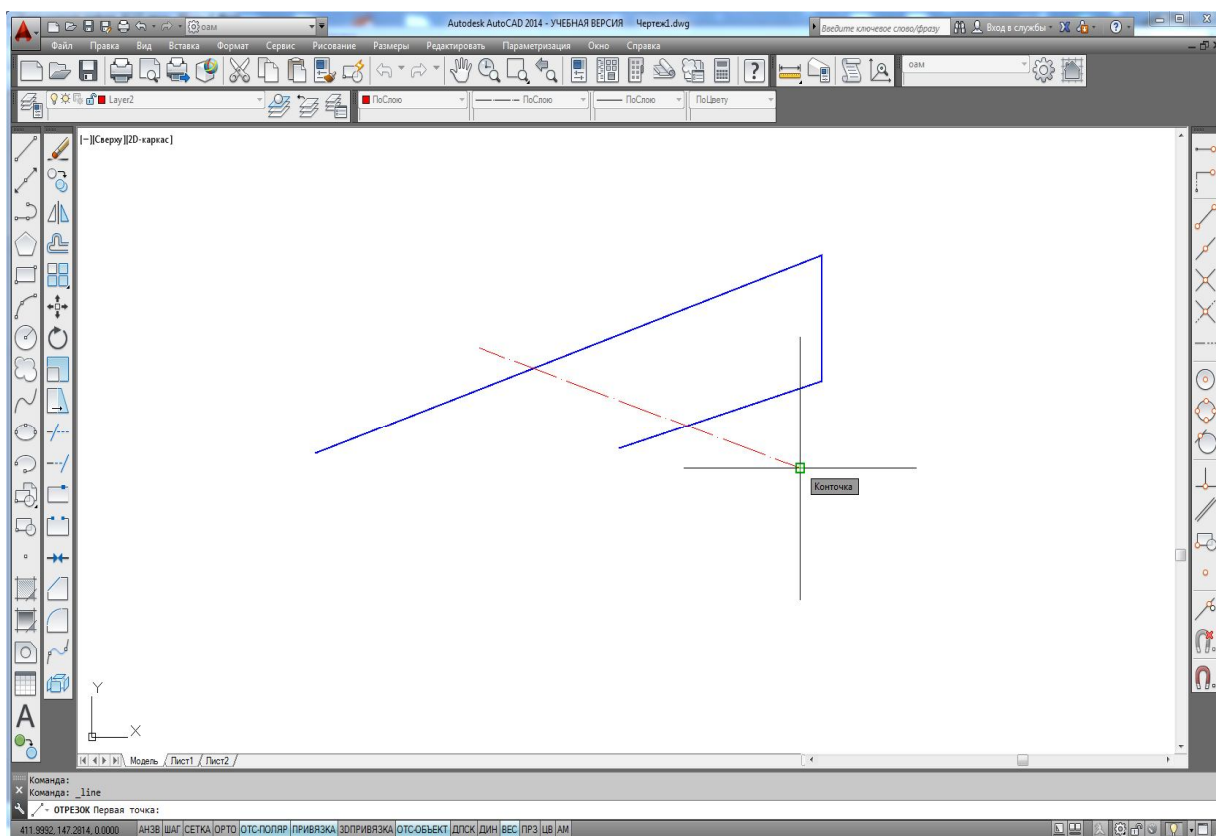 оам
Autodesk AutoCAD 2014 - УЧЕБНАЯ ВЕРСИЯ Чертеж1.dwg
Введите ключевое слово/фразу
Вход в службы
Файл Правка Вид Вставка Формат Сервис Рисование Размеры Редактировать Параметризация Окно Справка
оам
Layer2 ПоСлою ПоСлою ПоСлою ПоЦвету
[−][Сверху][2D-каркас]
Конточка
Y
X
Модель Лист1 Лист2
Команда:
Команда: _line
ОТРЕЗОК Первая точка:
411.9992, 147.2814, 0.0000 АНЗВ ШАГ СЕТКА ОРТО ОТС-ПОЛЯР ПРИВЯЗКА 3DПРИВЯЗКА ОТС-ОБЪЕКТ ДПСК ДИН ВЕС ПРЗ ЦВ АМ